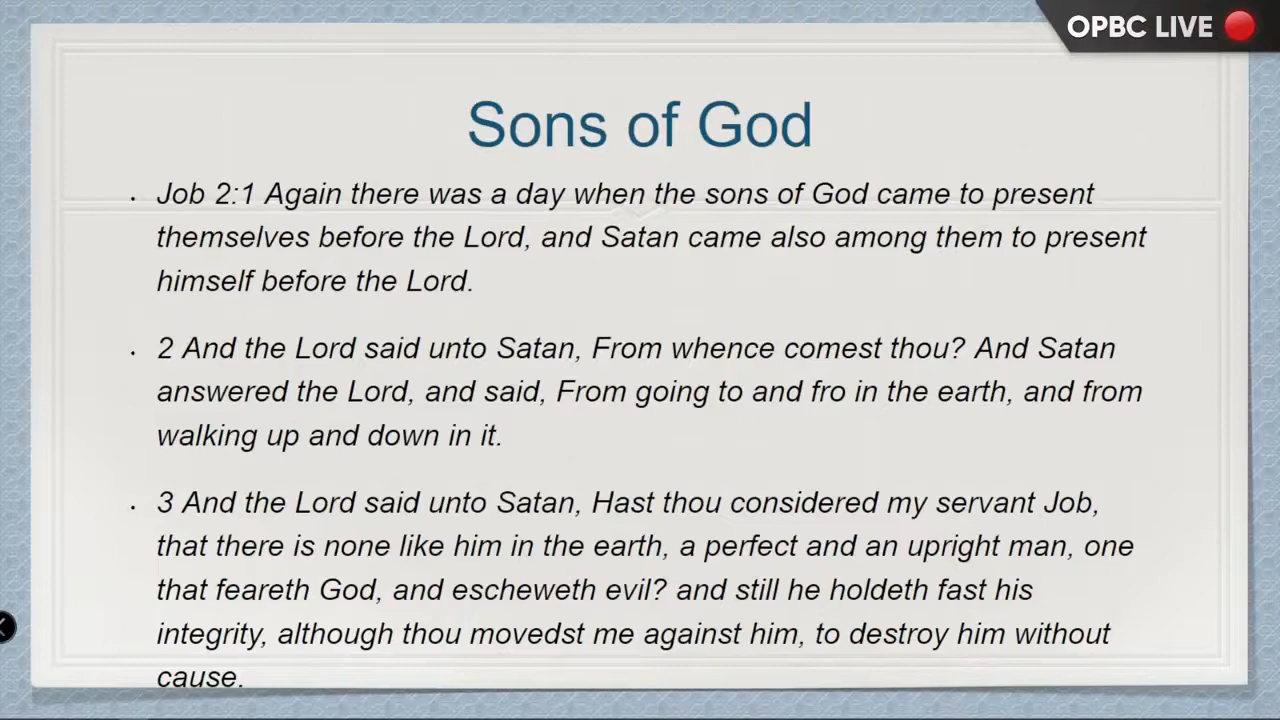 OPBC LIVE
Sons of God
• Job 2:1 Again there was a day when the sons of God came to present
themselves before the Lord, and Satan came also among them to present
himself before the Lord.
• 2 And the Lord said unto Satan, From whence comest thou? And Satan
answered the Lord, and said, From going to and fro in the earth, and from
walking up and down in it.
• 3 And the Lord said unto Satan, Hast thou considered my servant Job,
that there is none like him in the earth, a perfect and an upright man, one
that feareth God, and escheweth evil? and still he holdeth fast his
integrity, although thou movedst me against him, to destroy him without
cause.